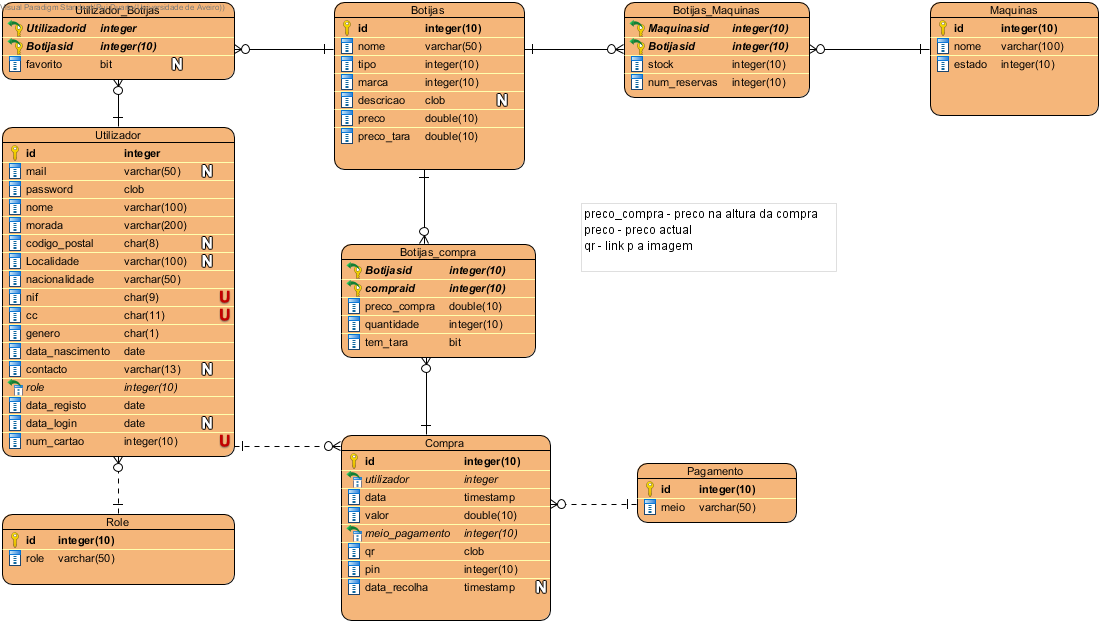 Visual Paradigm Standard (Universidade de Aveiro))
Utilizador_Botijas
Utilizadorid integer
Botijasid integer(10)
favorito bit N
Botijas
id integer(10)
nome varchar(50)
tipo integer(10)
marca integer(10)
descricao clob N
preco double(10)
preco_tara double(10)
Botijas_Maquinas
Maquinasid integer(10)
Botijasid integer(10)
stock integer(10)
num_reservas integer(10)
Maquinas
id integer(10)
nome varchar(100)
estado integer(10)
Utilizador
id integer
mail varchar(50) N
password clob
nome varchar(100)
morada varchar(200)
codigo_postal char(8) N
Localidade varchar(100) N
nacionalidade varchar(50)
nif char(9) U
cc char(11) U
genero char(1)
data_nascimento date
contacto varchar(13) N
role integer(10)
data_registo date
data_login date N
num_cartao integer(10) U
preco_compra - preco na altura da compra
preco - preco actual
qr - link p a imagem
Botijas_compra
Botijasid integer(10)
compraid integer(10)
preco_compra double(10)
quantidade integer(10)
tem_tara bit
Compra
id integer(10)
utilizador integer
data timestamp
valor double(10)
meio_pagamento integer(10)
qr clob
pin integer(10)
data_recolha timestamp N
Pagamento
id integer(10)
meio varchar(50)
Role
id integer(10)
role varchar(50)